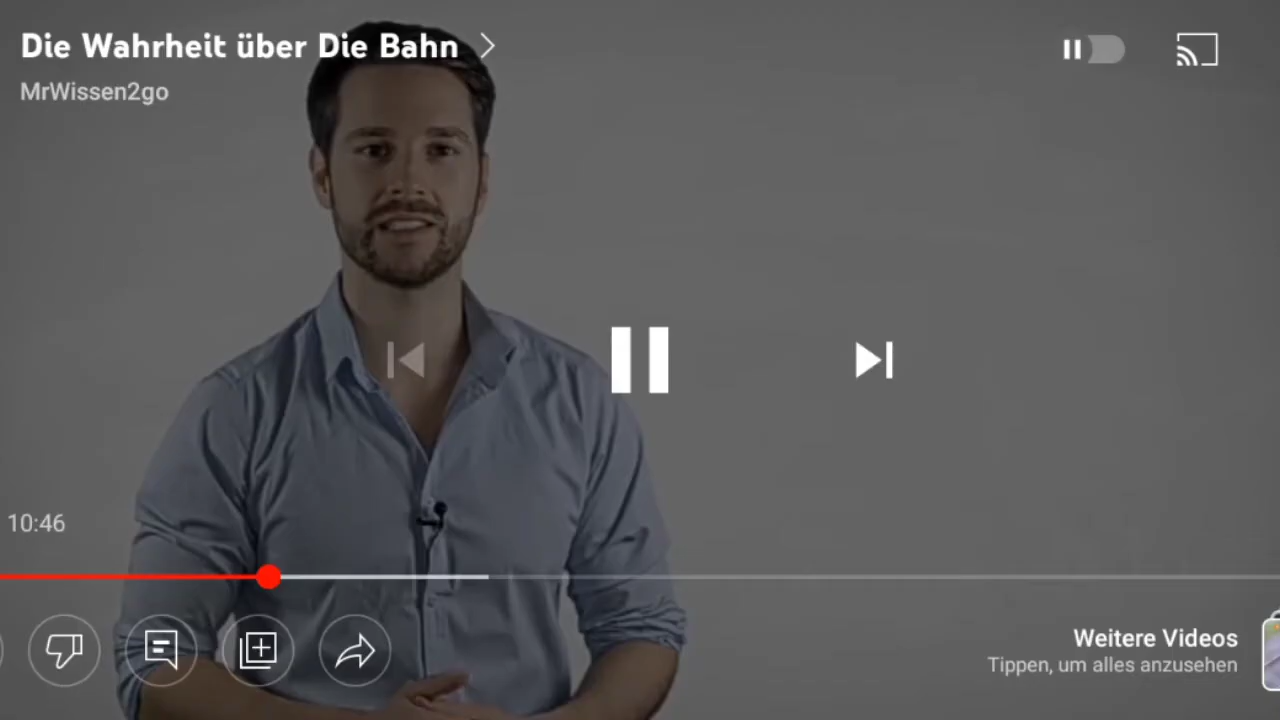 Die Wahrheit über Die Bahn
MrWissen2go
10:46
Weitere Videos
Tippen, um alles anzusehen